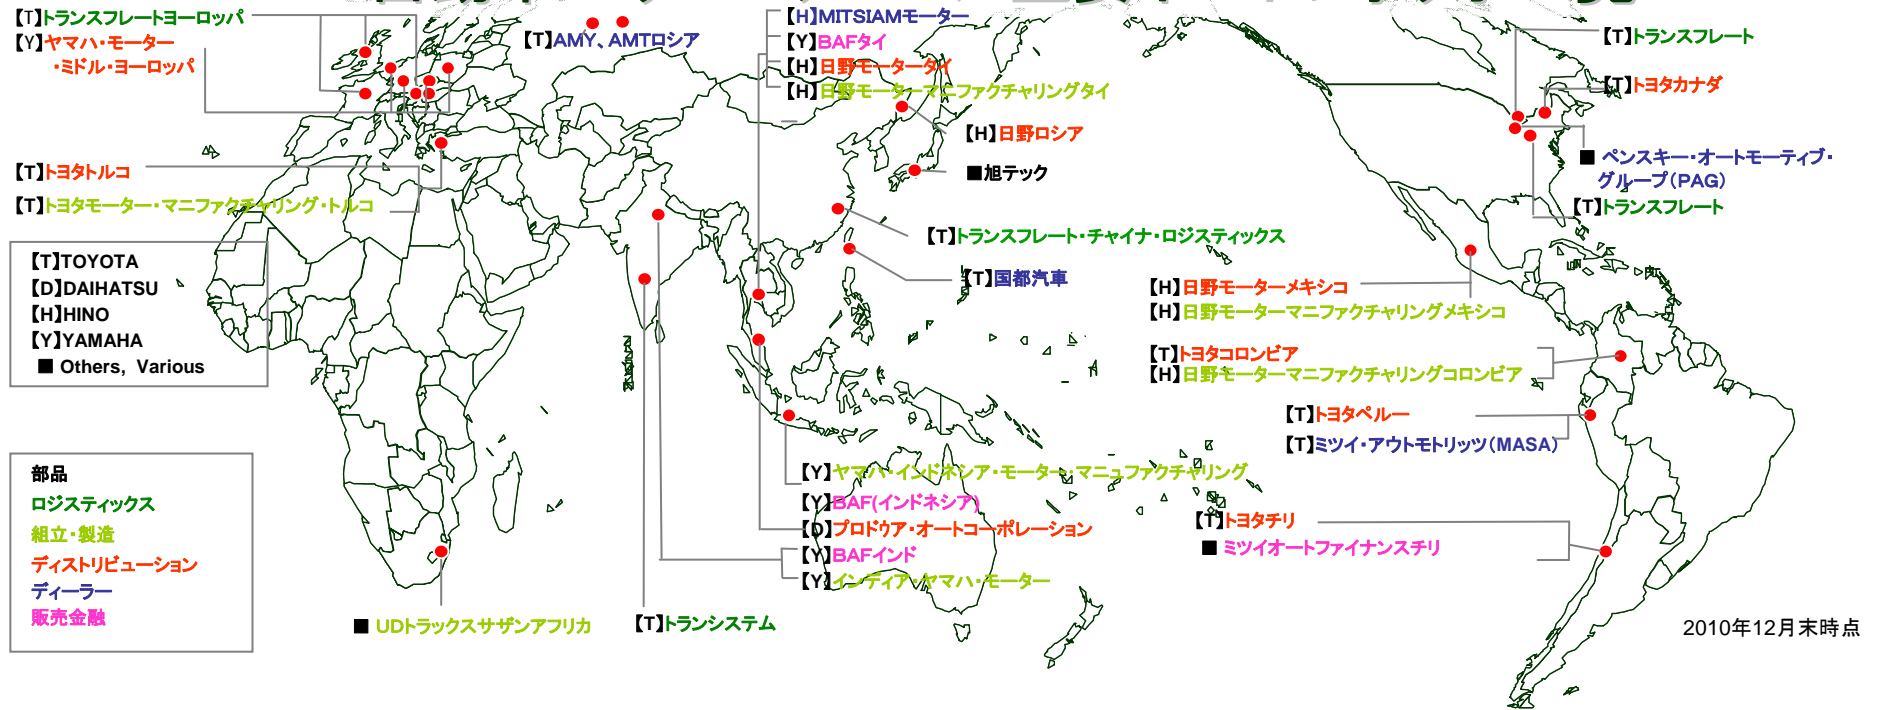 【T】トランスフレートヨーロッパ
【Y】ヤマハ・モーター
・ミドル・ヨーロッパ
【T】AMY、AMTロシア
【H】MITSIAMモーター
【Y】BAFタイ
【H】日野モータータイ
【H】日野モーターマニファクチャリングタイ
【H】日野ロシア
■旭テック
【T】トランスフレート
【T】トヨタカナダ
■ ペンスキー・オートモーティブ・
グループ(PAG)
【T】トランスフレート
【T】トヨタトルコ
【T】トヨタモーター・マニファクチャリング・トルコ
【T】トランスフレート・チャイナ・ロジスティックス
【T】国都汽車
【T】TOYOTA
【D】DAIHATSU
【H】HINO
【Y】YAMAHA
■ Others, Various
【H】日野モーターメキシコ
【H】日野モーターマニファクチャリングメキシコ
【T】トヨタコロンビア
【H】日野モーターマニファクチャリングコロンビア
【T】トヨタペルー
【T】ミツイ・アウトモトリッツ(MASA)
部品
ロジスティックス
組立・製造
ディストリビューション
ディーラー
販売金融
【Y】ヤマハ・インドネシア・モーター・マニュファクチャリング
【Y】BAF(インドネシア)
【D】プロドウア・オートコーポレーション
【Y】BAFインド
【Y】インディア・ヤマハ・モーター
【T】トヨタチリ
■ ミツイオートファイナンスチリ
■ UDトラックスサザンアフリカ
【T】トランシステム
2010年12月末時点